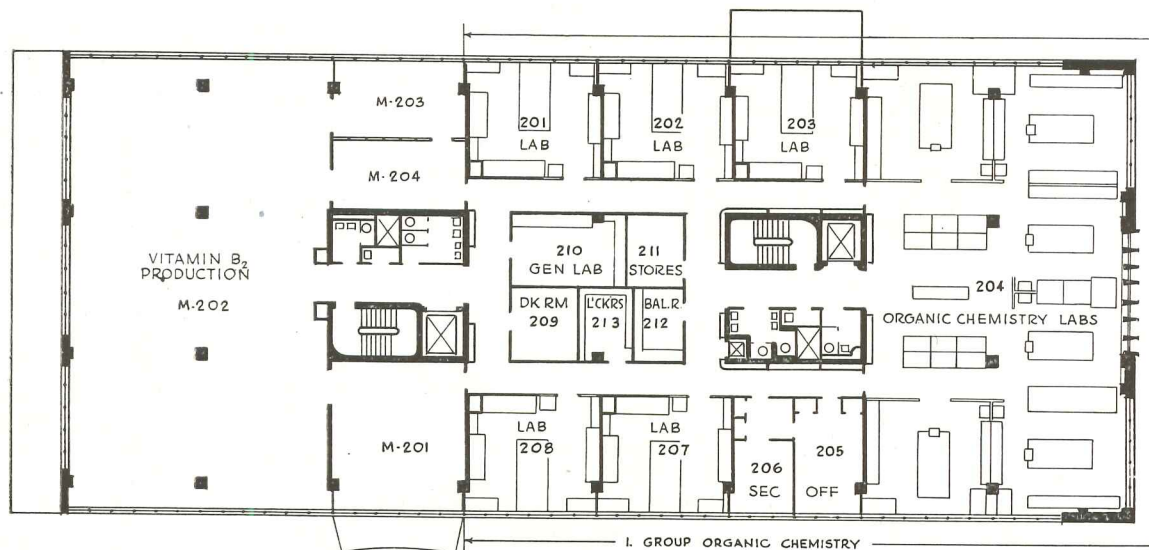 M-203
201
LAB
202
LAB
203
LAB
M-204
VITAMIN B₂
PRODUCTION
M-202
210
GEN LAB
211
STORES
DK RM
209
L'CKRS
213
BAL.R.
212
204
ORGANIC CHEMISTRY LABS
M-201
LAB
208
LAB
207
206
SEC
205
OFF
I. GROUP ORGANIC CHEMISTRY